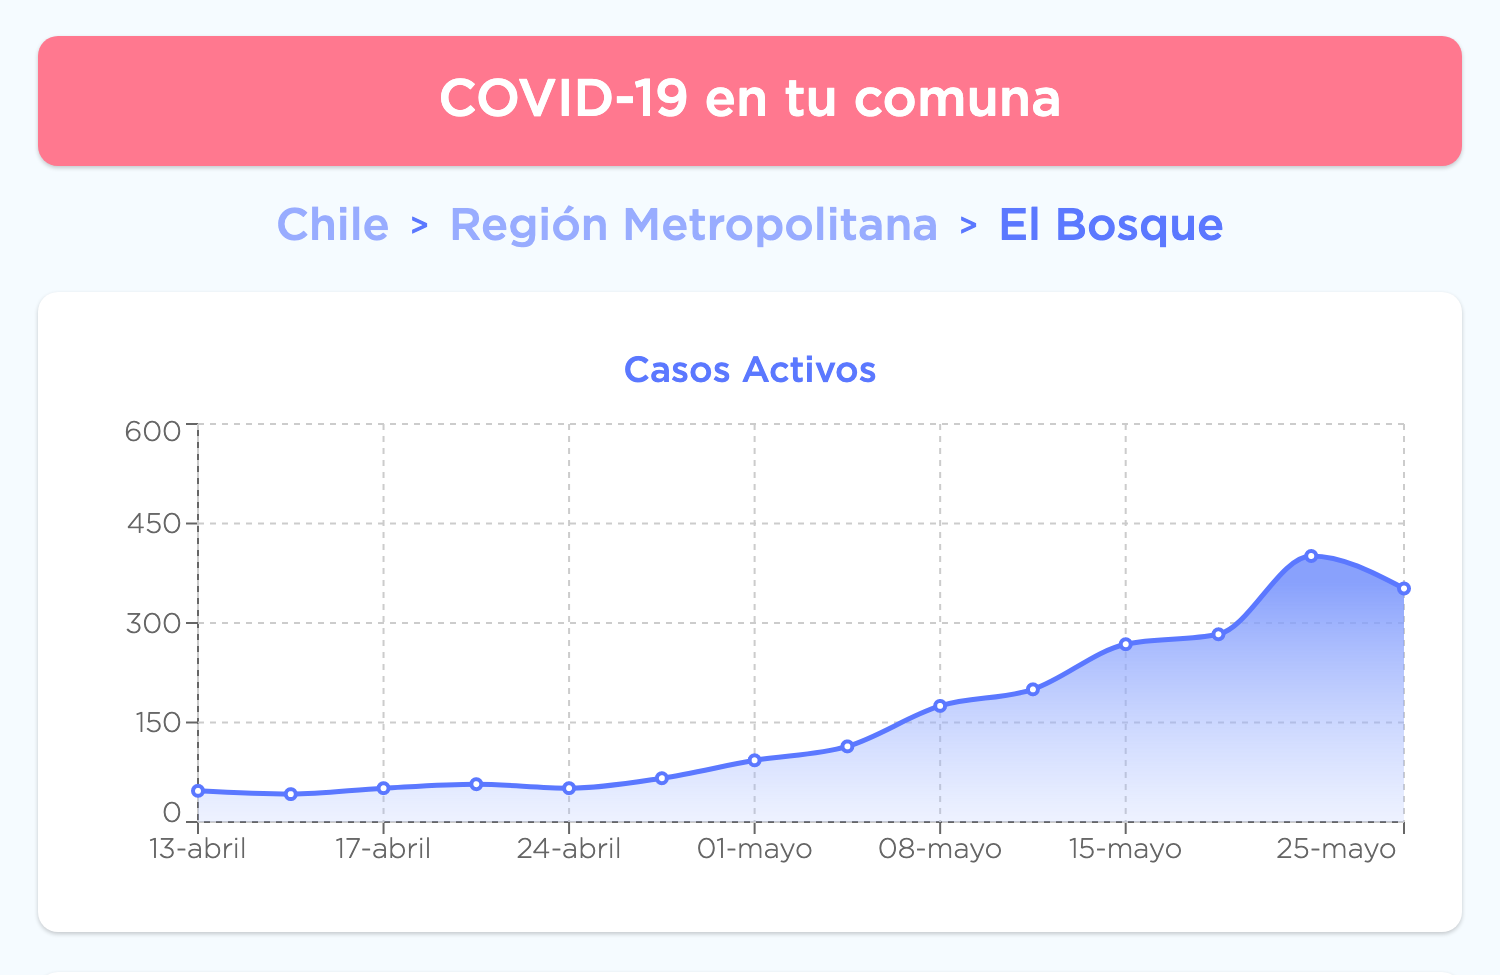 COVID-19 en tu comuna
Chile > Región Metropolitana > El Bosque
Casos Activos
600
450
300
150
0
13-abril 17-abril 24-abril 01-mayo 08-mayo 15-mayo 25-mayo